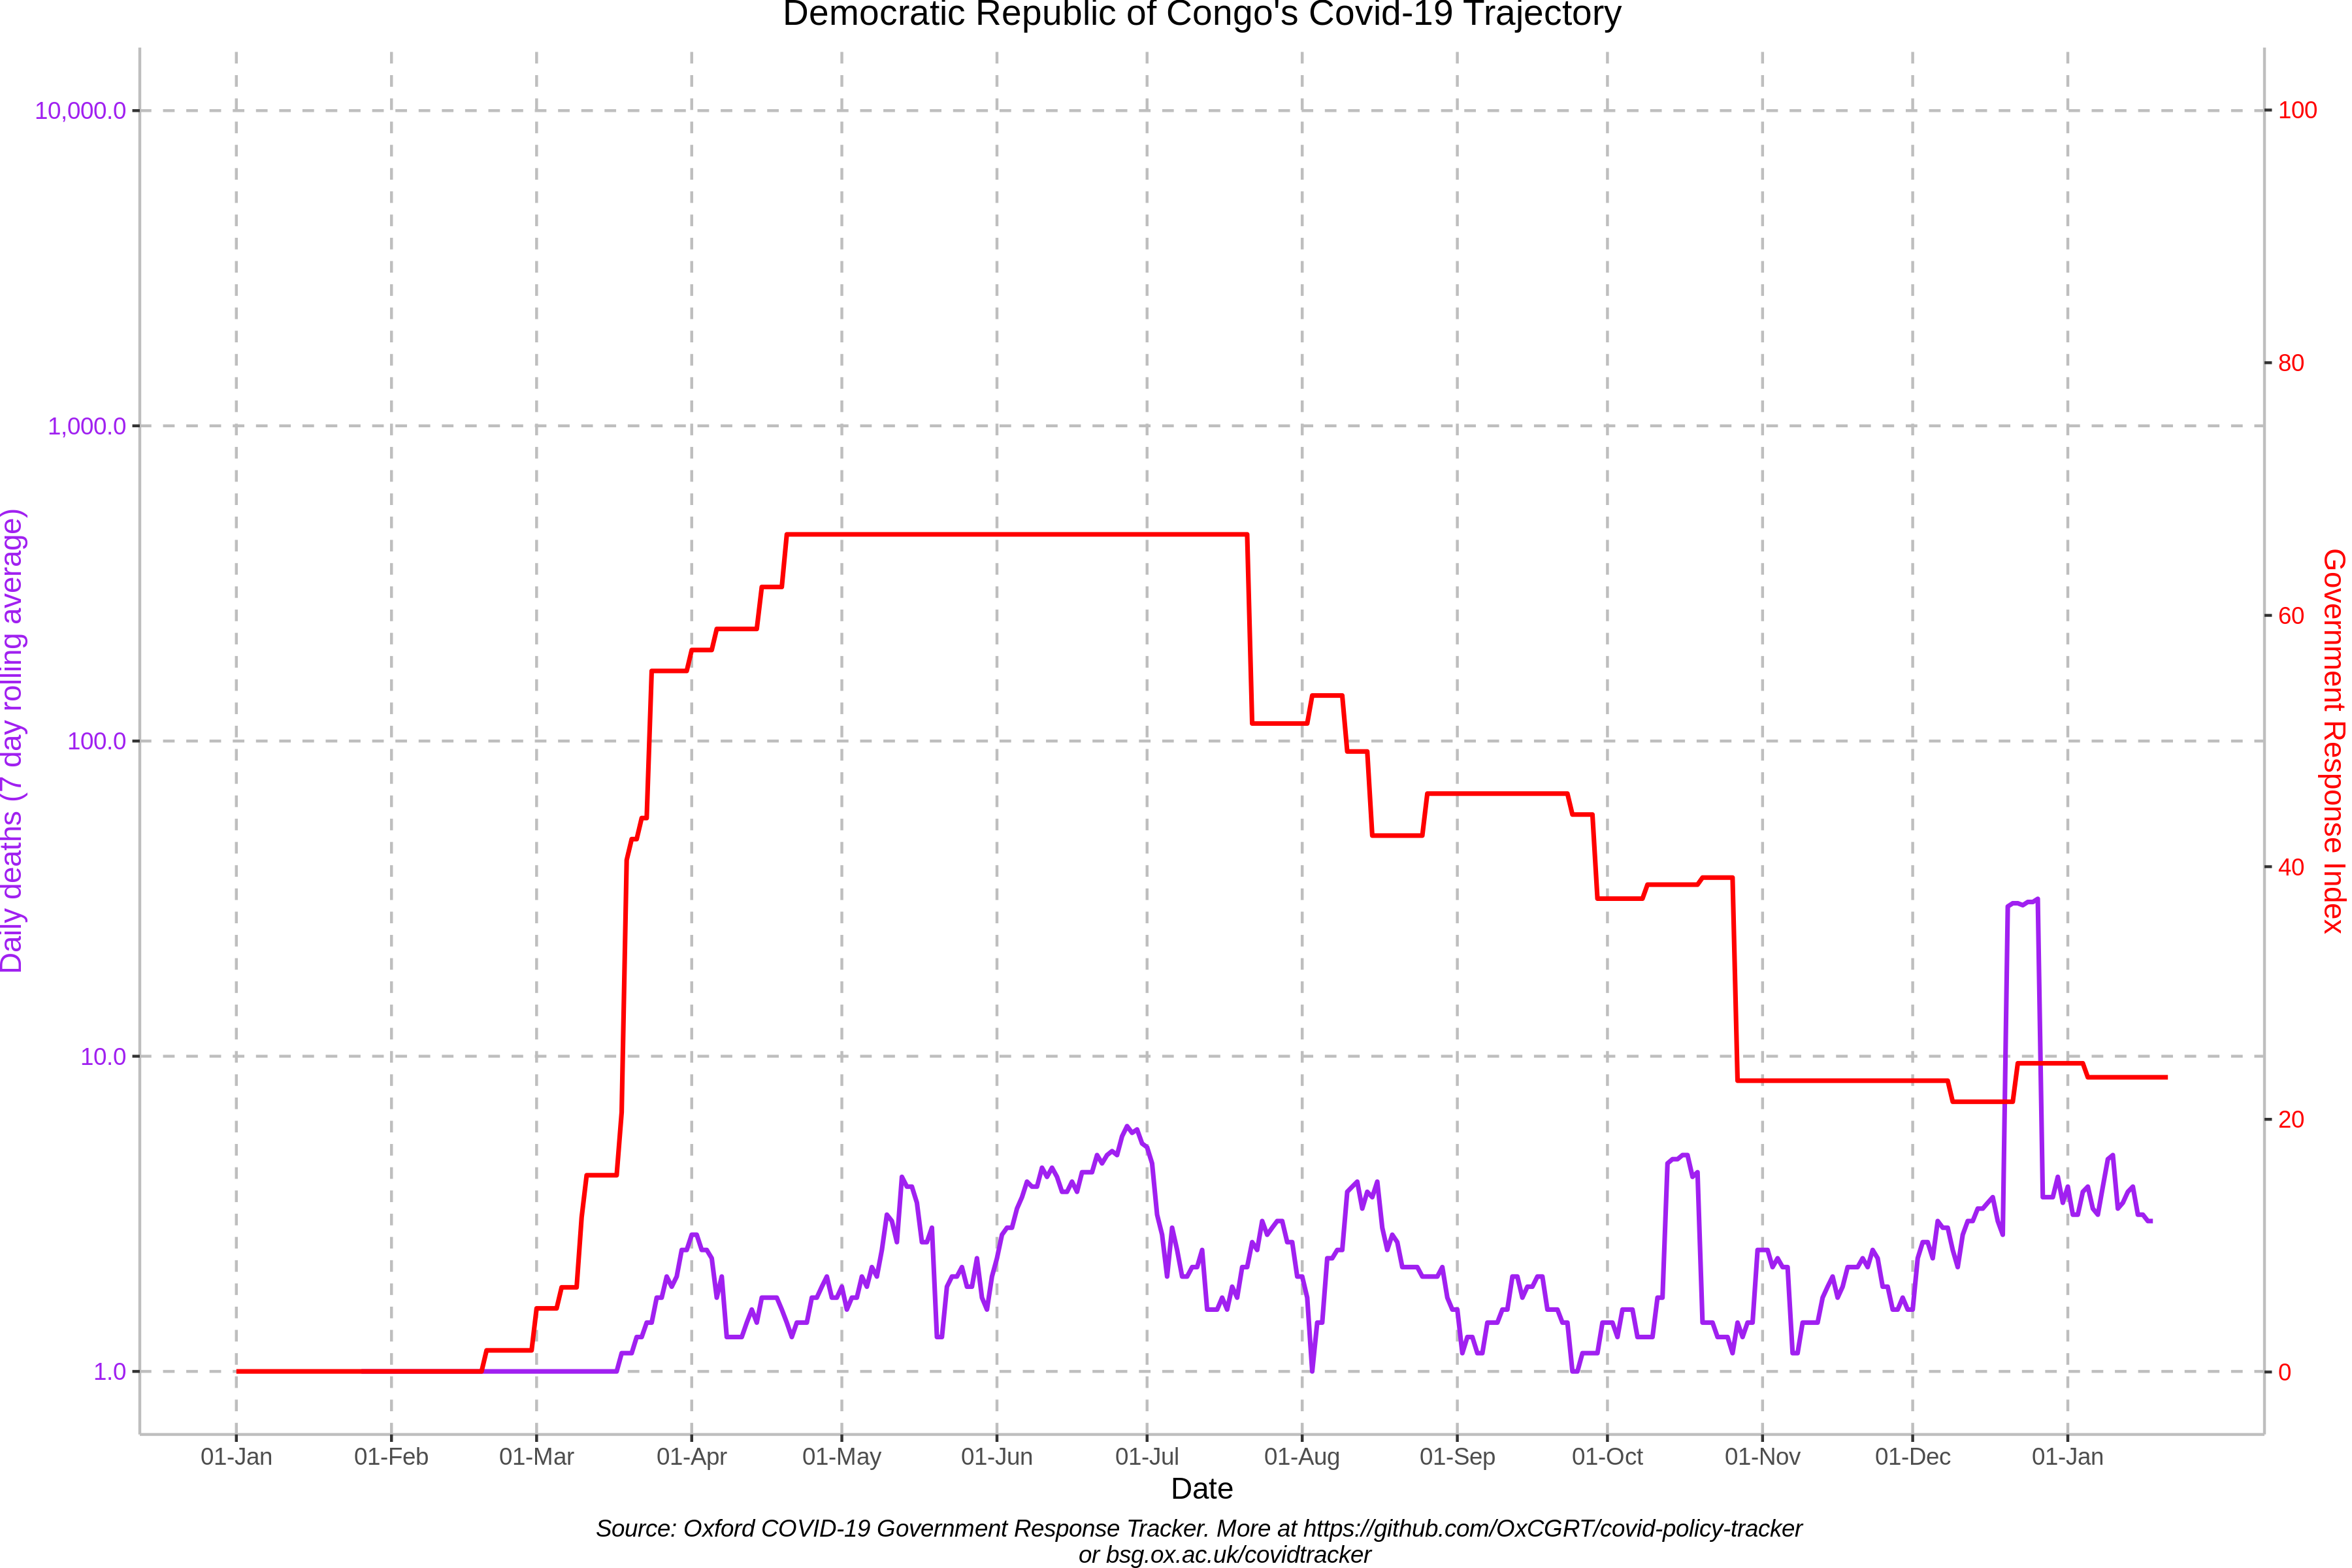 Democratic Republic of Congo's Covid-19 Trajectory
Daily deaths (7 day rolling average)
10,000.0
1,000.0
100.0
10.0
1.0
100
80
60
40
20
0
Government Response Index
01-Jan
01-Feb
01-Mar
01-Apr
01-May
01-Jun
01-Jul
01-Aug
01-Sep
01-Oct
01-Nov
01-Dec
01-Jan
Date
Source: Oxford COVID-19 Government Response Tracker. More at https://github.com/OxCGRT/covid-policy-tracker
or bsg.ox.ac.uk/covidtracker